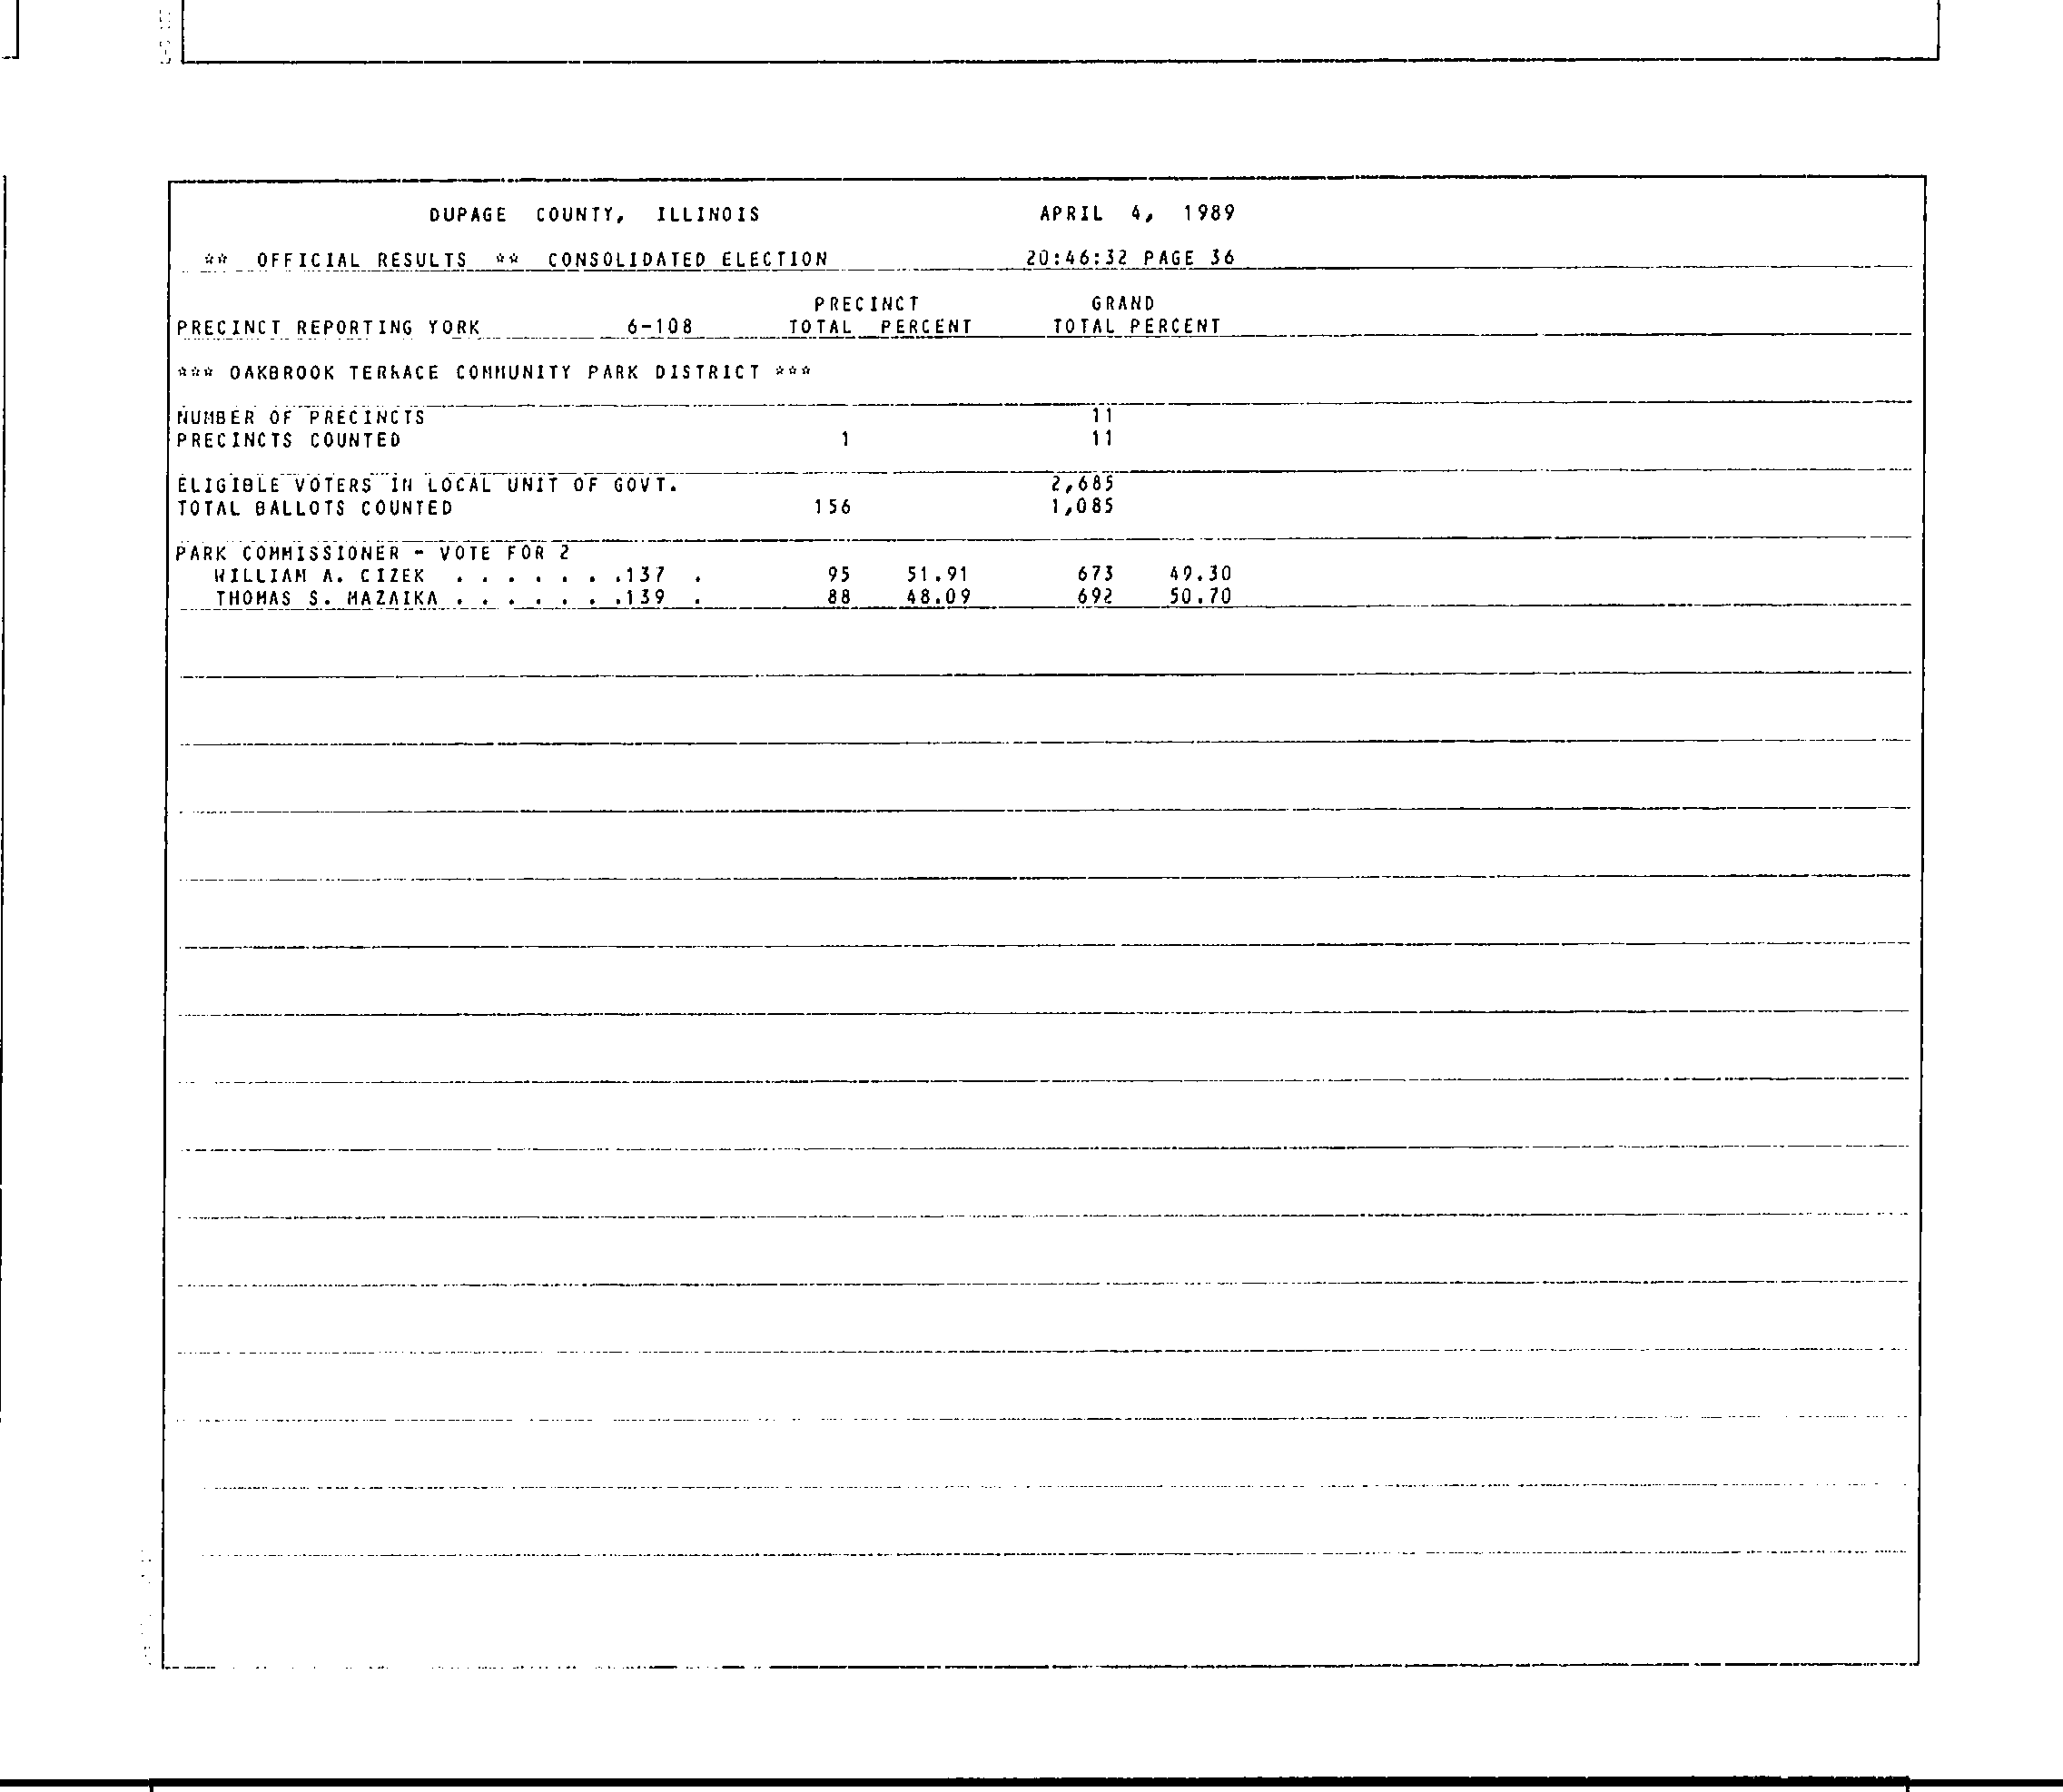 DUPAGE COUNTY, ILLINOIS APRIL 4, 1989
** OFFICIAL RESULTS ** CONSOLIDATED ELECTION 20:46:32 PAGE 36
PRECINCT GRAND
PRECINCT REPORTING YORK 6-108 TOTAL PERCENT TOTAL PERCENT
*** OAKBROOK TERRACE COMMUNITY PARK DISTRICT ***
NUMBER OF PRECINCTS 11
PRECINCTS COUNTED 1 11
ELIGIBLE VOTERS IN LOCAL UNIT OF GOVT. 2,685
TOTAL BALLOTS COUNTED 156 1,085
PARK COMMISSIONER - VOTE FOR 2
WILLIAM A. CIZEK . . . . . . .137 . 95 51.91 673 49.30
THOMAS S. MAZAIKA . . . . . . .139 . 88 48.09 692 50.70